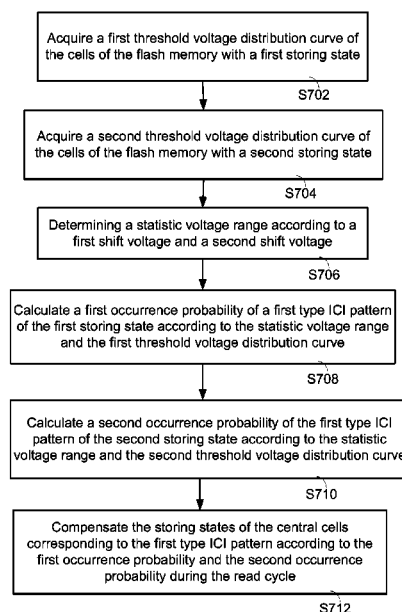 Acquire a first threshold voltage distribution curve of
the cells of the flash memory with a first storing state
S702
Acquire a second threshold voltage distribution curve of
the cells of the flash memory with a second storing state
S704
Determining a statistic voltage range according to a
first shift voltage and a second shift voltage
S706
Calculate a first occurrence probability of a first type ICI pattern
of the first storing state according to the statistic voltage range
and the first threshold voltage distribution curve
S708
Calculate a second occurrence probability of the first type ICI
pattern of the second storing state according to the statistic
voltage range and the second threshold voltage distribution curve
S710
Compensate the storing states of the central cells
corresponding to the first type ICI pattern according to the
first occurrence probability and the second occurrence
probability during the read cycle
S712